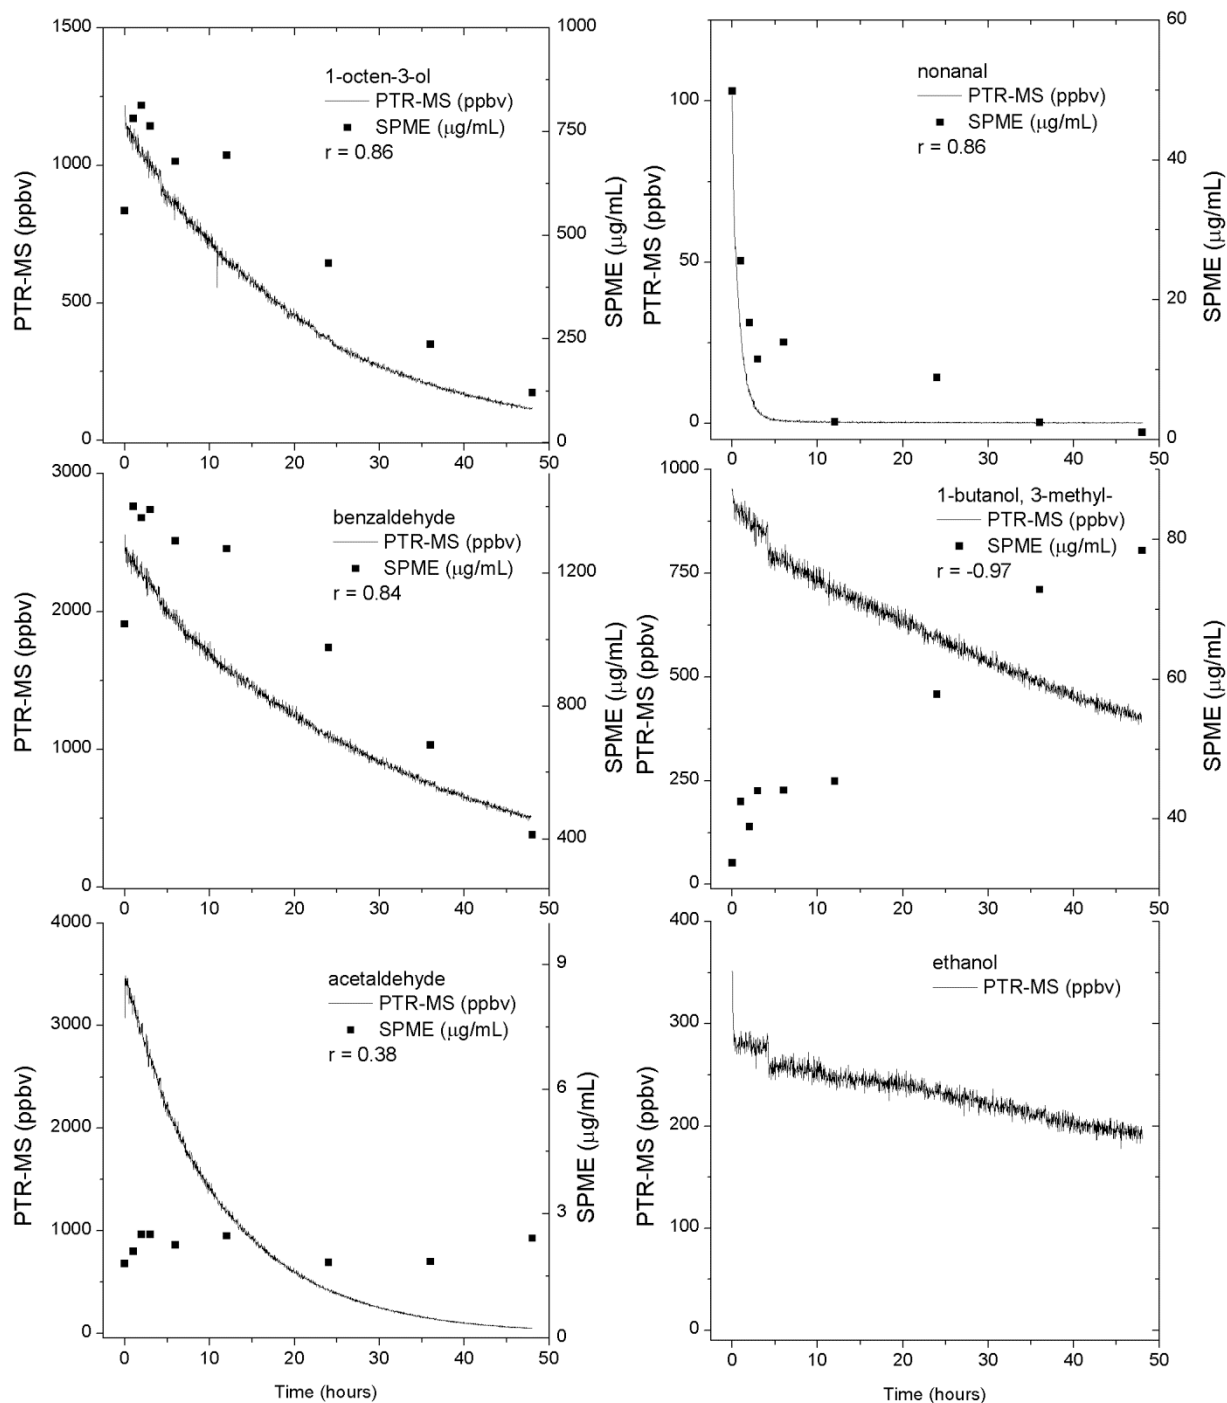 1500
1000
500
0
PTR-MS (ppbv)
1-octen-3-ol
PTR-MS (ppbv)
SPME (μg/mL)
r = 0.86
1000
750
500
250
0
SPME (μg/mL)
0 10 20 30 40 50
100
50
0
PTR-MS (ppbv)
nonanal
PTR-MS (ppbv)
SPME (μg/mL)
r = 0.86
60
40
20
0
SPME (μg/mL)
0 10 20 30 40 50
3000
2000
1000
0
PTR-MS (ppbv)
benzaldehyde
PTR-MS (ppbv)
SPME (μg/mL)
r = 0.84
1200
800
400
SPME (μg/mL)
0 10 20 30 40 50
1000
750
500
250
0
PTR-MS (ppbv)
1-butanol, 3-methyl-
PTR-MS (ppbv)
SPME (μg/mL)
r = -0.97
80
60
40
SPME (μg/mL)
0 10 20 30 40 50
4000
3000
2000
1000
0
PTR-MS (ppbv)
acetaldehyde
PTR-MS (ppbv)
SPME (μg/mL)
r = 0.38
9
6
3
0
SPME (μg/mL)
0 10 20 30 40 50
Time (hours)
400
300
200
100
0
PTR-MS (ppbv)
ethanol
PTR-MS (ppbv)
0 10 20 30 40 50
Time (hours)